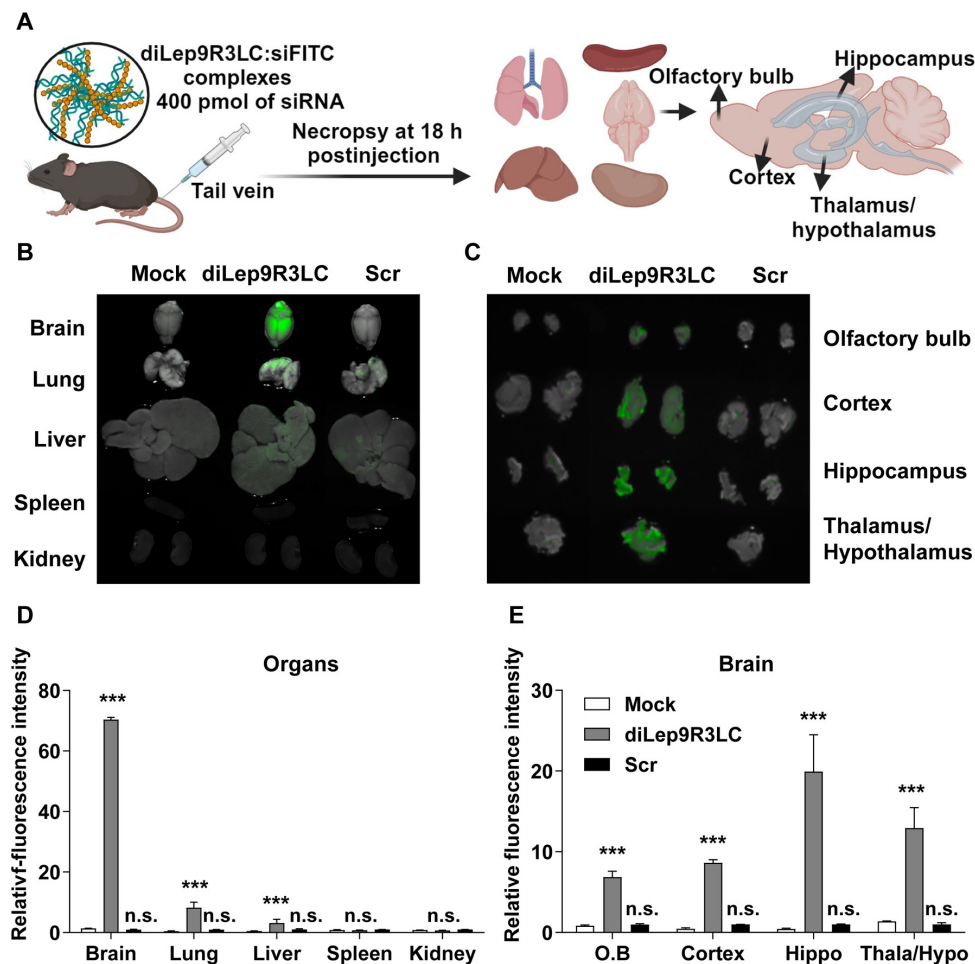 A
diLep9R3LC:siFITC
complexes
400 pmol of siRNA
Tail vein
Necropsy at 18 h
postinjection
Olfactory bulb
Hippocampus
Cortex
Thalamus/
hypothalamus
B
Mock diLep9R3LC Scr
Brain
Lung
Liver
Spleen
Kidney
C
Mock diLep9R3LC Scr
Olfactory bulb
Cortex
Hippocampus
Thalamus/
Hypothalamus
D
Organs
Relativf-fluorescence intensity
80
60
40
20
0
***
*** n.s.
*** n.s.
n.s. n.s. n.s.
Brain Lung Liver Spleen Kidney
E
Brain
Relative fluorescence intensity
30
20
10
0
Mock
diLep9R3LC
Scr
***
***
***
***
n.s. n.s. n.s. n.s.
O.B Cortex Hippo Thala/Hypo